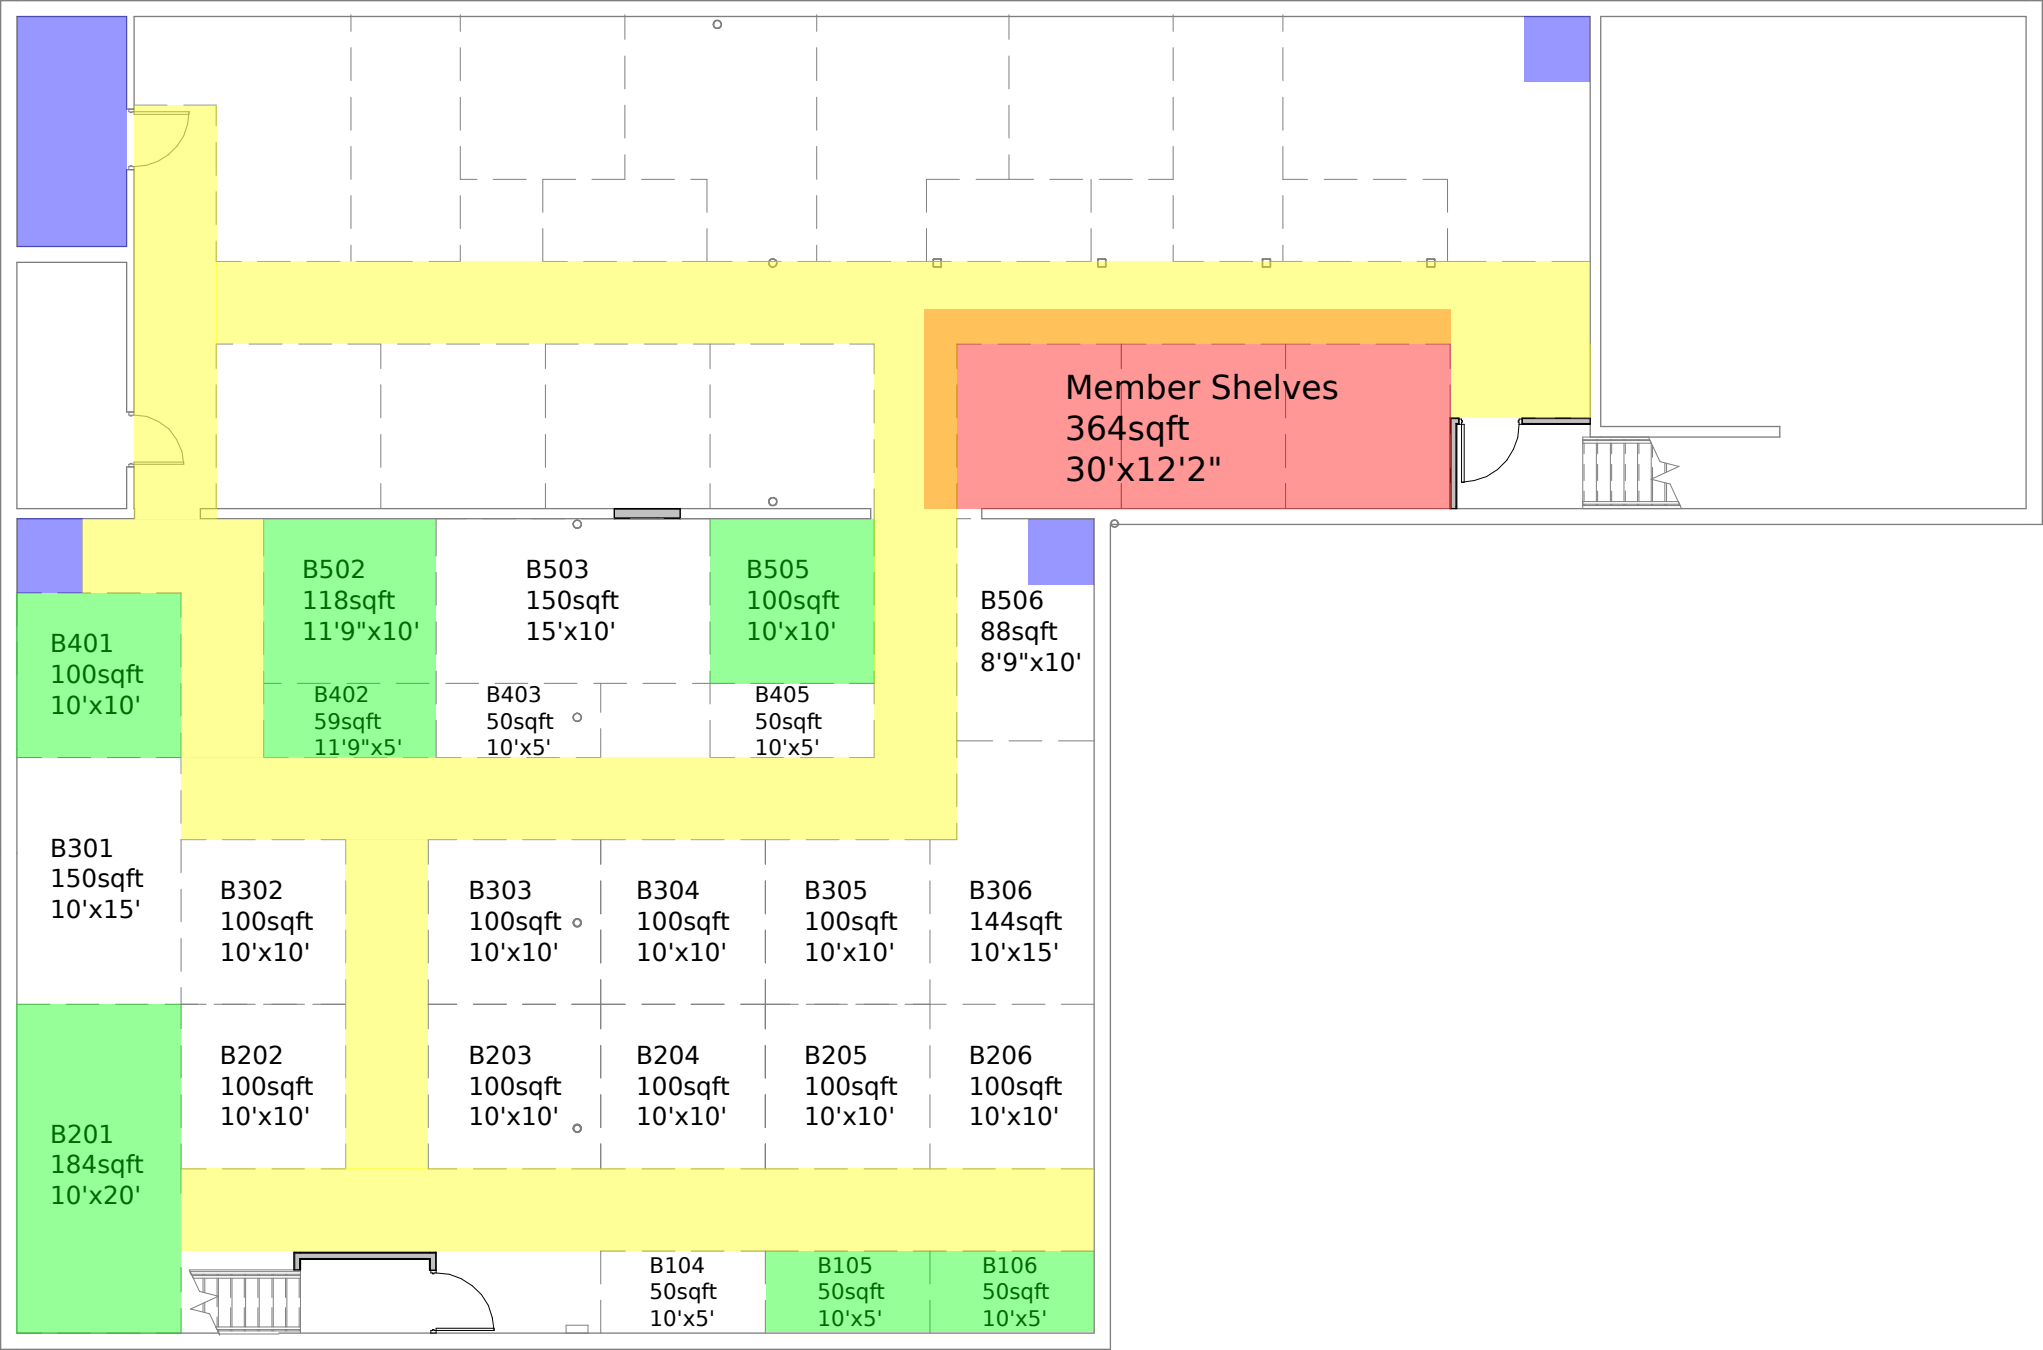 Member Shelves
364sqft
30'x12'2"
B502
118sqft
11'9"x10'
B503
150sqft
15'x10'
B505
100sqft
10'x10'
B506
88sqft
8'9"x10'
B401
100sqft
10'x10'
B402
59sqft
11'9"x5'
B403
50sqft
10'x5'
B405
50sqft
10'x5'
B301
150sqft
10'x15'
B302
100sqft
10'x10'
B303
100sqft
10'x10'
B304
100sqft
10'x10'
B305
100sqft
10'x10'
B306
144sqft
10'x15'
B201
184sqft
10'x20'
B202
100sqft
10'x10'
B203
100sqft
10'x10'
B204
100sqft
10'x10'
B205
100sqft
10'x10'
B206
100sqft
10'x10'
B104
50sqft
10'x5'
B105
50sqft
10'x5'
B106
50sqft
10'x5'